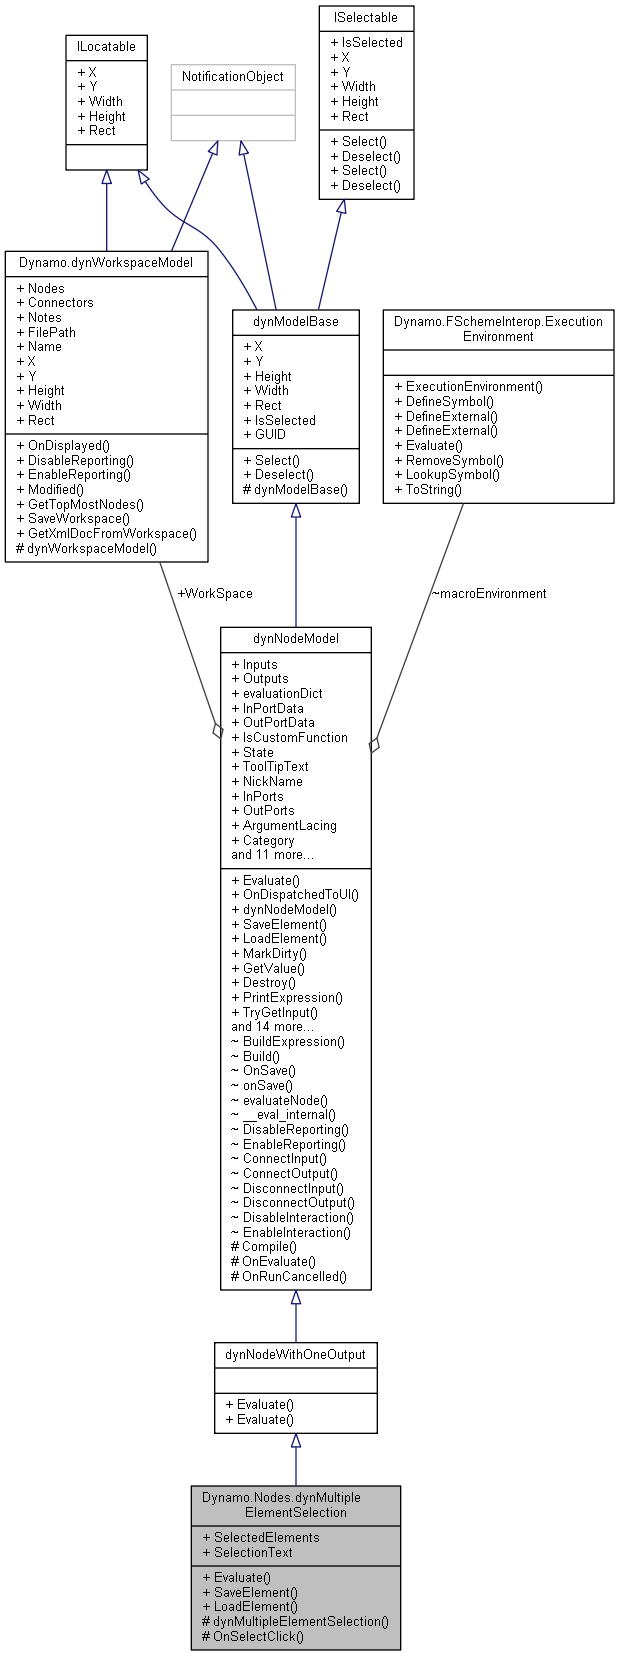 ISelectable
+ IsSelected
+ X
+ Y
+ Width
+ Height
+ Rect
+ Select()
+ Deselect()
+ Select()
+ Deselect()
ILocatable
+ X
+ Y
+ Width
+ Height
+ Rect
NotificationObject
Dynamo.dynWorkspaceModel
+ Nodes
+ Connectors
+ Notes
+ FilePath
+ Name
+ X
+ Y
+ Height
+ Width
+ Rect
+ OnDisplayed()
+ DisableReporting()
+ EnableReporting()
+ Modified()
+ GetTopMostNodes()
+ SaveWorkspace()
+ GetXmlDocFromWorkspace()
# dynWorkspaceModel()
dynModelBase
+ X
+ Y
+ Height
+ Width
+ Rect
+ IsSelected
+ GUID
+ Select()
+ Deselect()
# dynModelBase()
Dynamo.FSchemeInterop.Execution
Environment
+ ExecutionEnvironment()
+ DefineSymbol()
+ DefineExternal()
+ DefineExternal()
+ Evaluate()
+ RemoveSymbol()
+ LookupSymbol()
+ ToString()
+WorkSpace
~macroEnvironment
dynNodeModel
+ Inputs
+ Outputs
+ evaluationDict
+ InPortData
+ OutPortData
+ IsCustomFunction
+ State
+ ToolTipText
+ NickName
+ InPorts
+ OutPorts
+ ArgumentLacing
+ Category
and 11 more...
+ Evaluate()
+ OnDispatchedToUI()
+ dynNodeModel()
+ SaveElement()
+ LoadElement()
+ MarkDirty()
+ GetValue()
+ Destroy()
+ PrintExpression()
+ TryGetInput()
and 14 more...
~ BuildExpression()
~ Build()
~ OnSave()
~ onSave()
~ evaluateNode()
~ __eval_internal()
~ DisableReporting()
~ EnableReporting()
~ ConnectInput()
~ ConnectOutput()
~ DisconnectInput()
~ DisconnectOutput()
~ DisableInteraction()
~ EnableInteraction()
# Compile()
# OnEvaluate()
# OnRunCancelled()
dynNodeWithOneOutput
+ Evaluate()
+ Evaluate()
Dynamo.Nodes.dynMultiple
ElementSelection
+ SelectedElements
+ SelectionText
+ Evaluate()
+ SaveElement()
+ LoadElement()
# dynMultipleElementSelection()
# OnSelectClick()